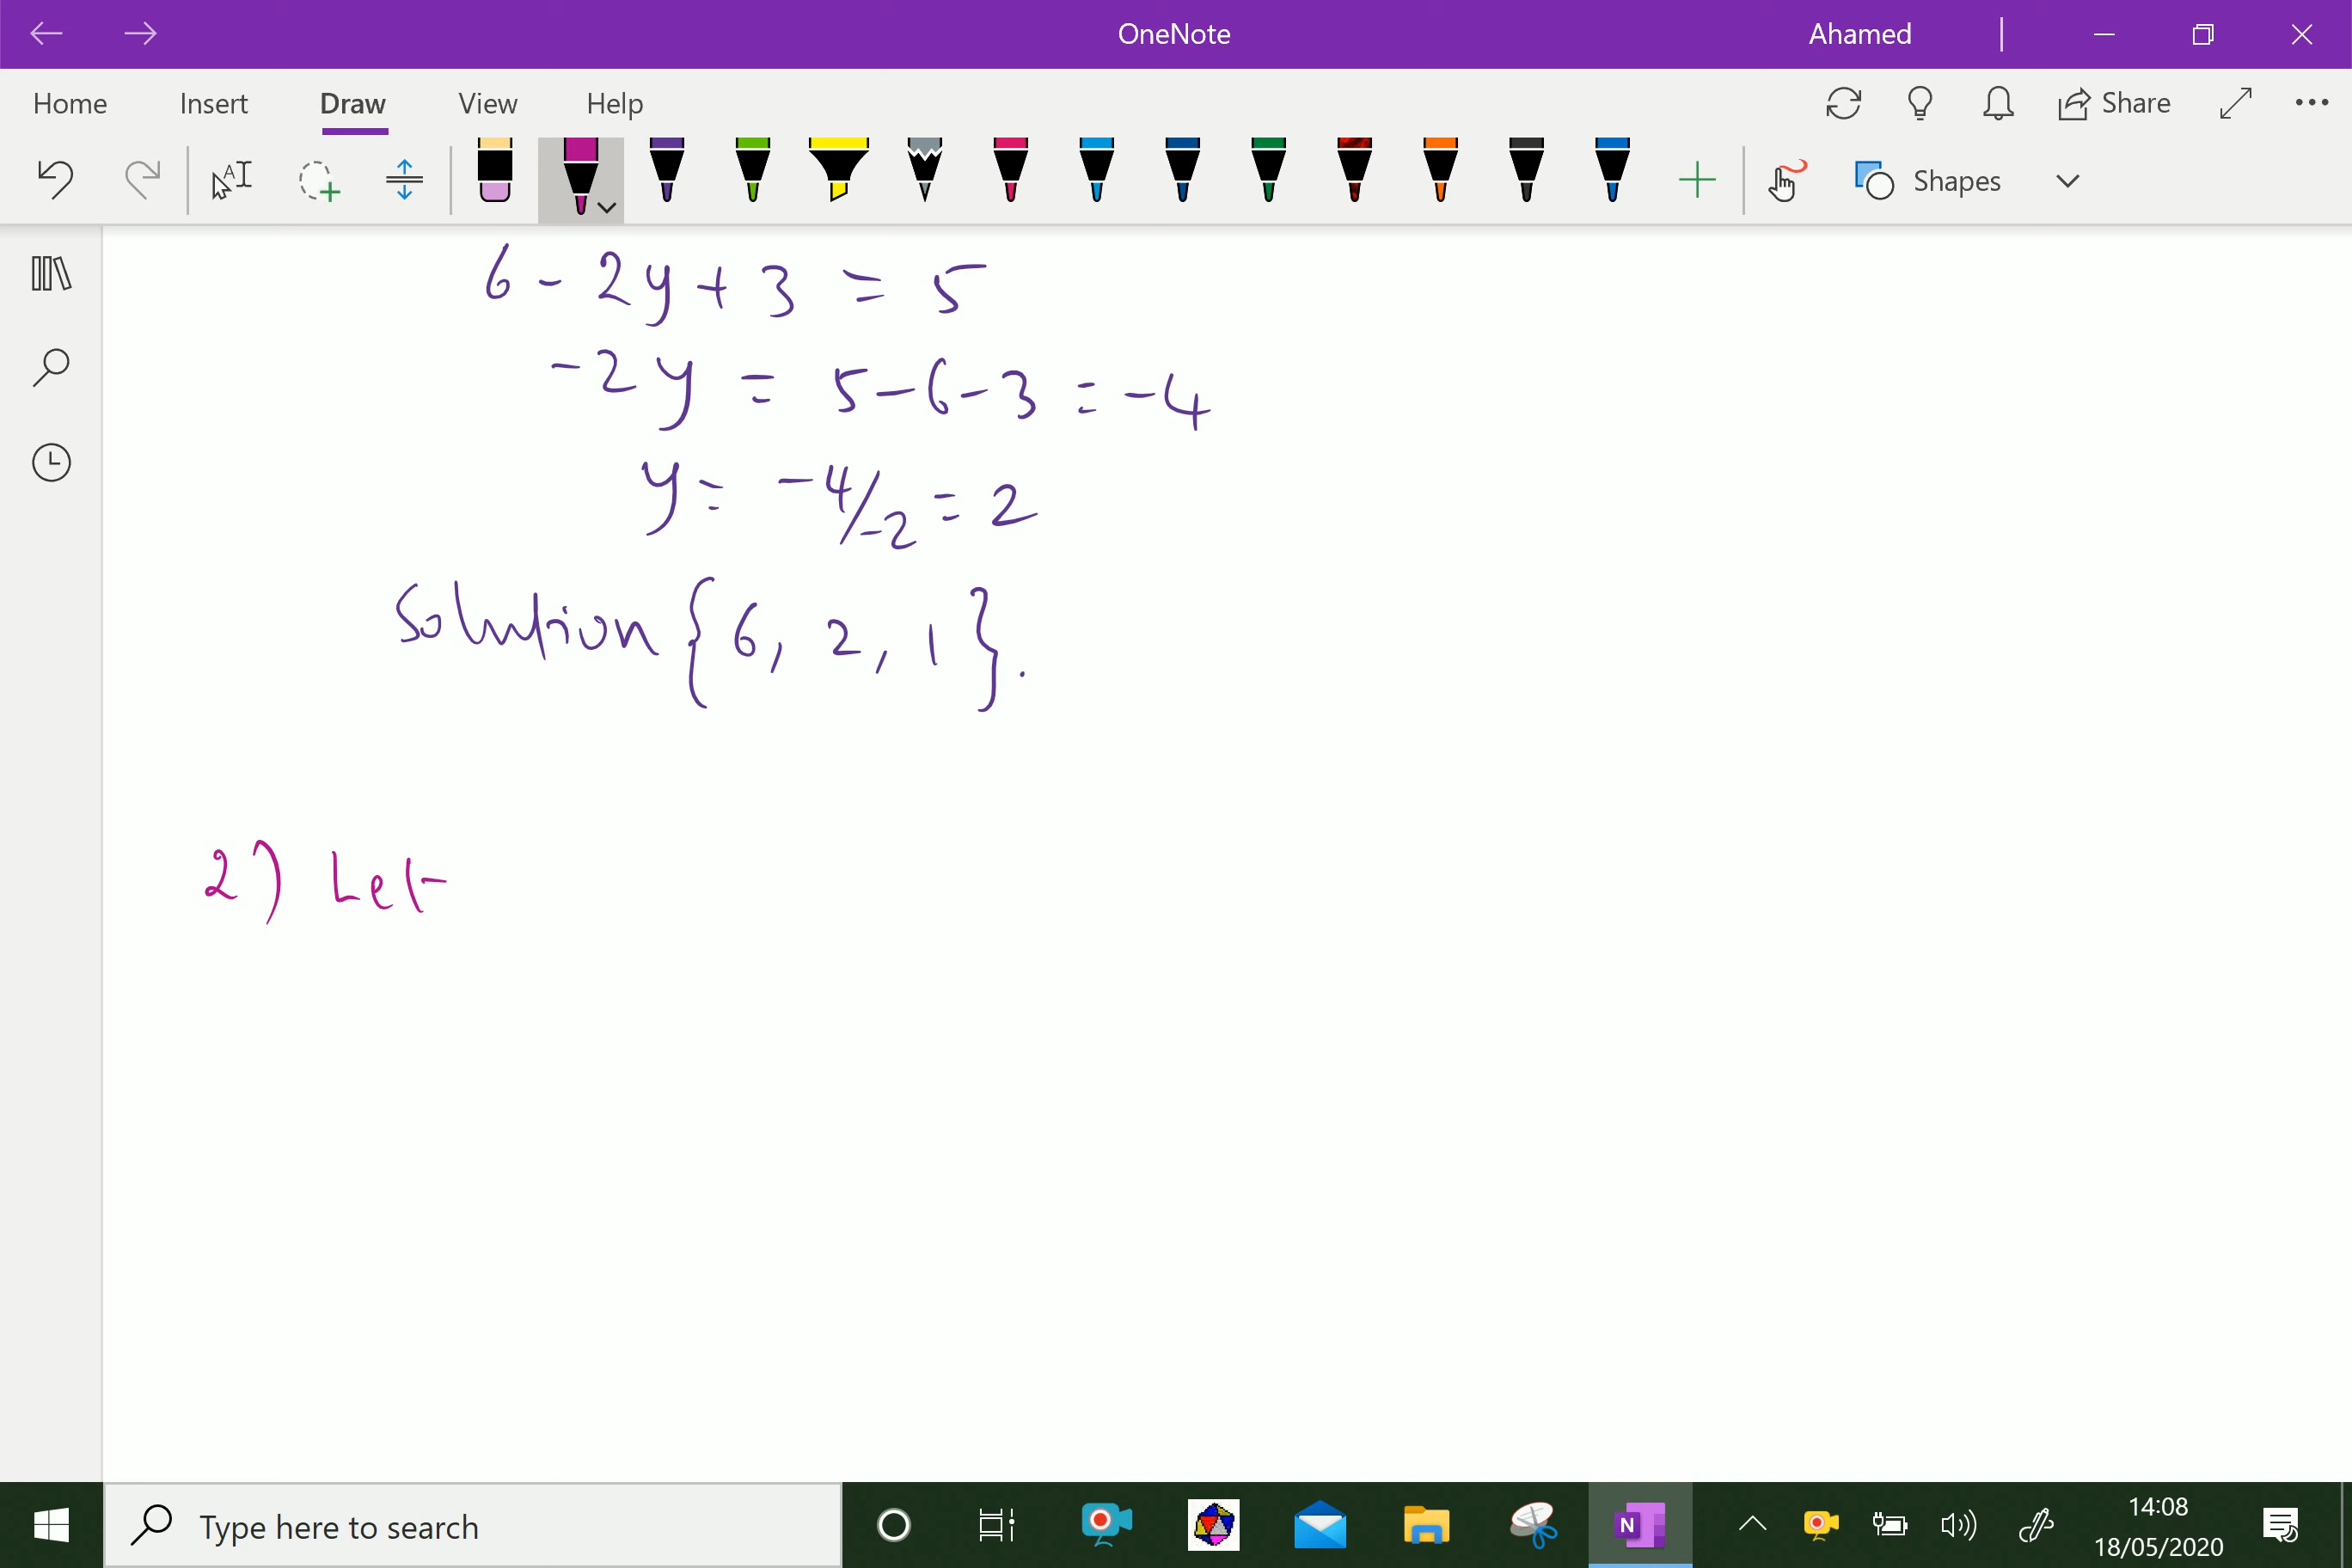 OneNote
Ahamed
Home Insert Draw View Help
Share
Shapes
6 - 2y + 3 = 5
-2y = 5 - 6 - 3 = -4
y = -4/-2 = 2
Solution {6, 2, 1}.
2) Let
Type here to search
14:08
18/05/2020